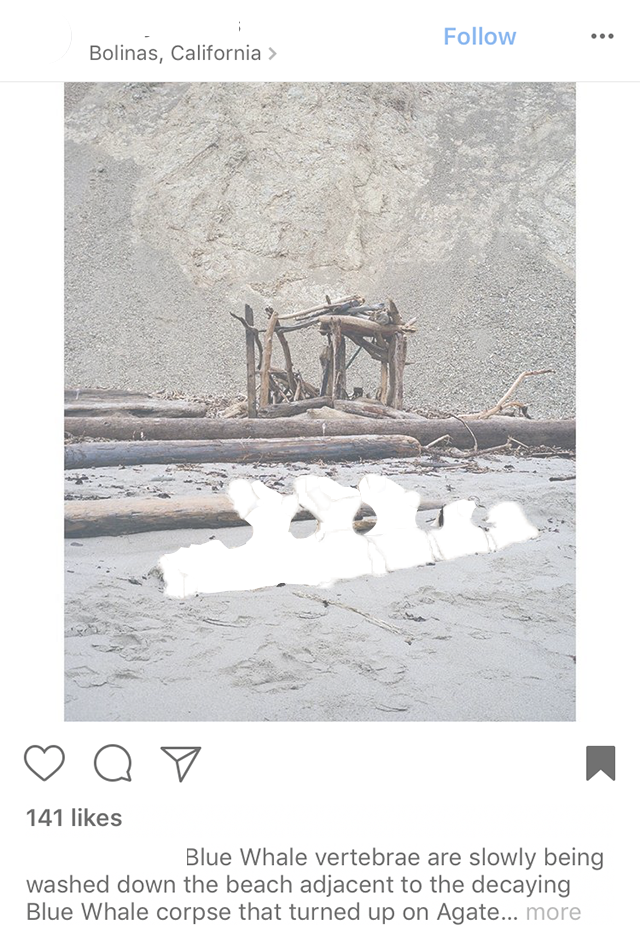 Bolinas, California
Follow
141 likes
Blue Whale vertebrae are slowly being
washed down the beach adjacent to the decaying
Blue Whale corpse that turned up on Agate... more